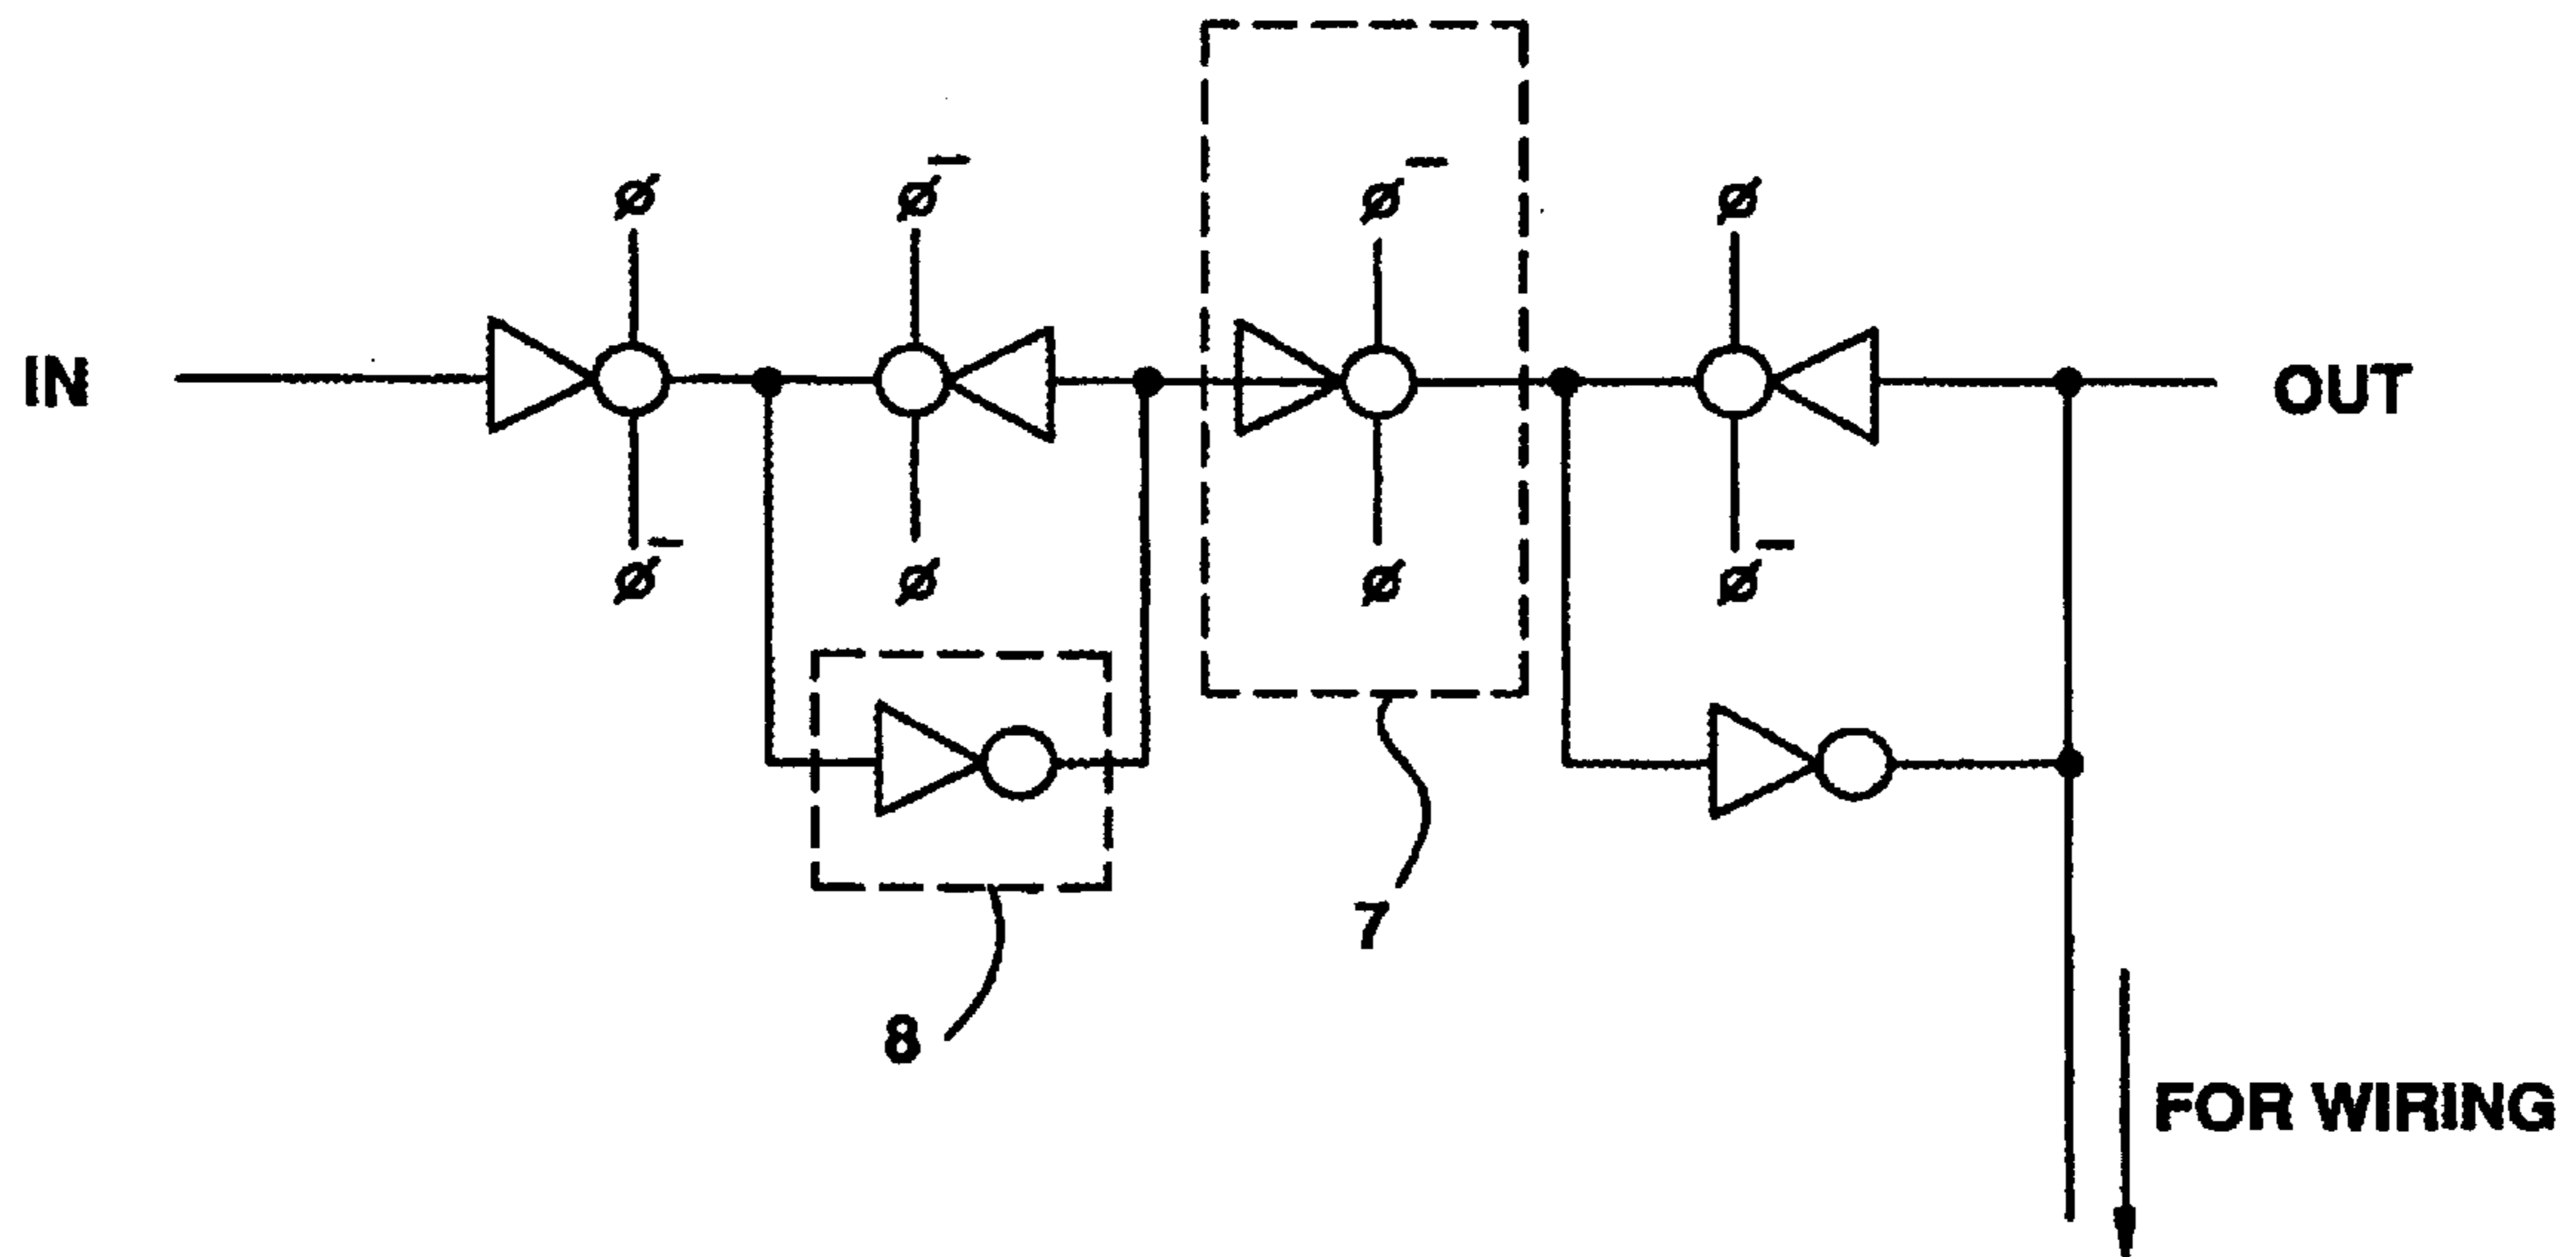 ø ø̅ ø̅ ø
IN OUT
ø̅ ø ø ø̅
7
8
FOR WIRING